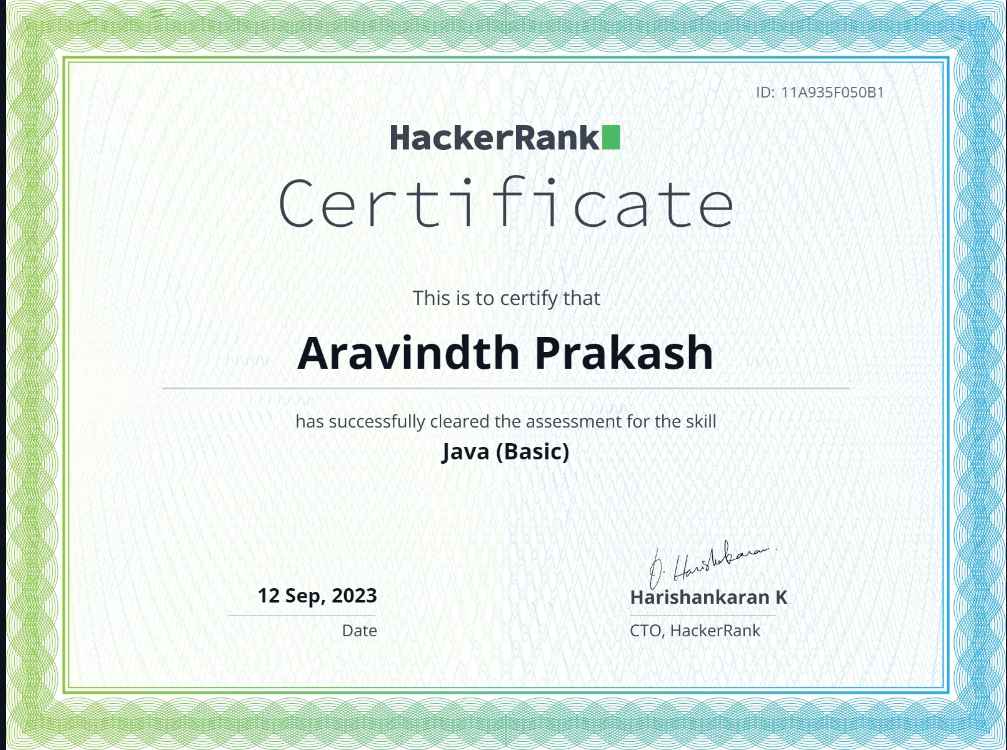 ID: 11A935F050B1
HackerRank
Certificate
This is to certify that
Aravindth Prakash
has successfully cleared the assessment for the skill
Java (Basic)
12 Sep, 2023
Date
Harishankaran K
CTO, HackerRank